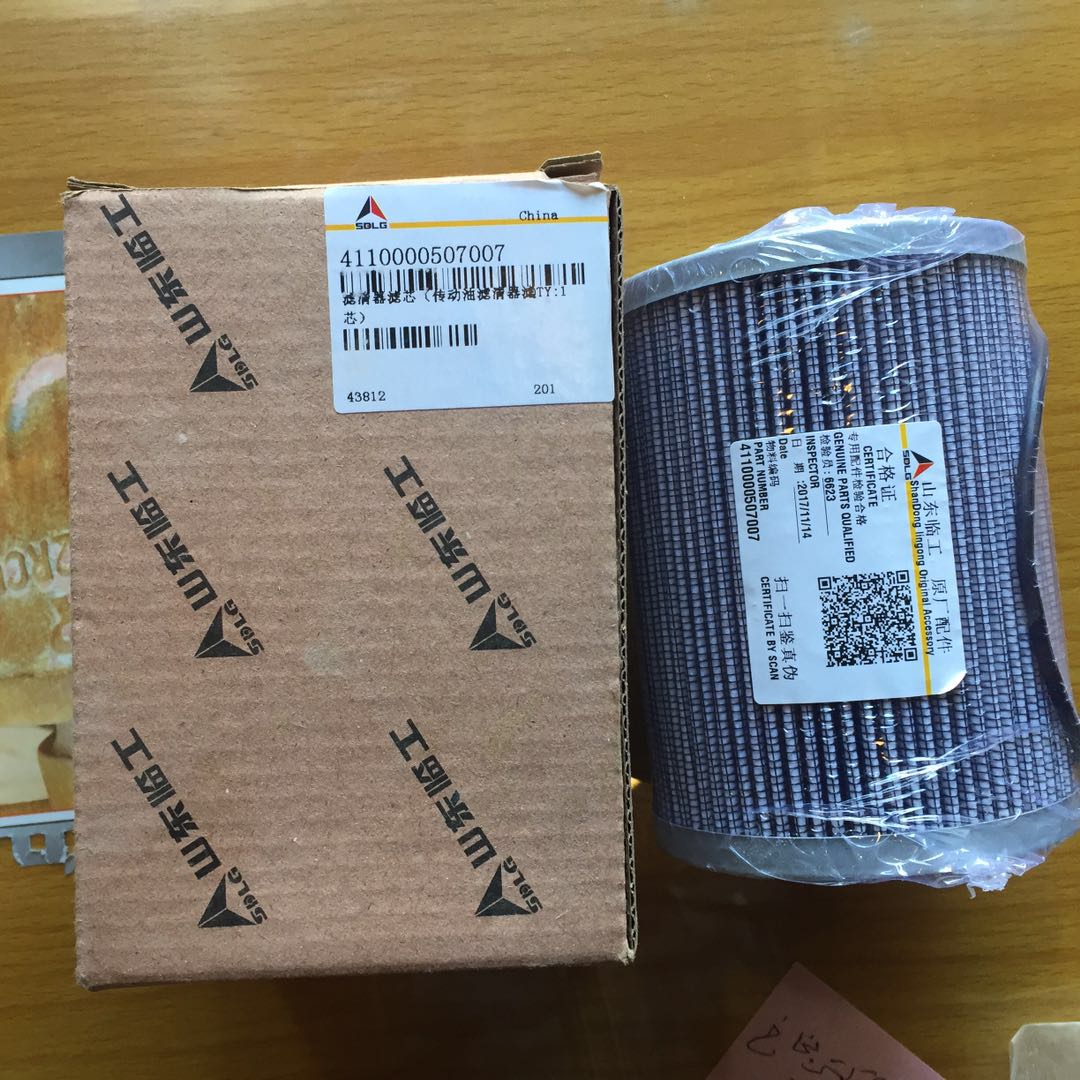 SDLG
China
4110000507007
滤清器滤芯（传动油滤清器滤TY:1
芯）
43812
201
山东临工
SDLG
山东临工
SDLG
山东临工
SDLG
山东临工
SDLG
山东临工
SDLG
SDLG
山东临工 原厂配件
ShanDong lingong Original Accessory
合格证
CERTIFICATE
专用配件检验合格
GENUINE PARTS QUALIFIED
检验员:6623
INSPECTOR
日 期:2017/11/14
Date
物料编码
PART NUMBER
4110000507007
扫一扫鉴真伪
CERTIFICATE BY SCAN